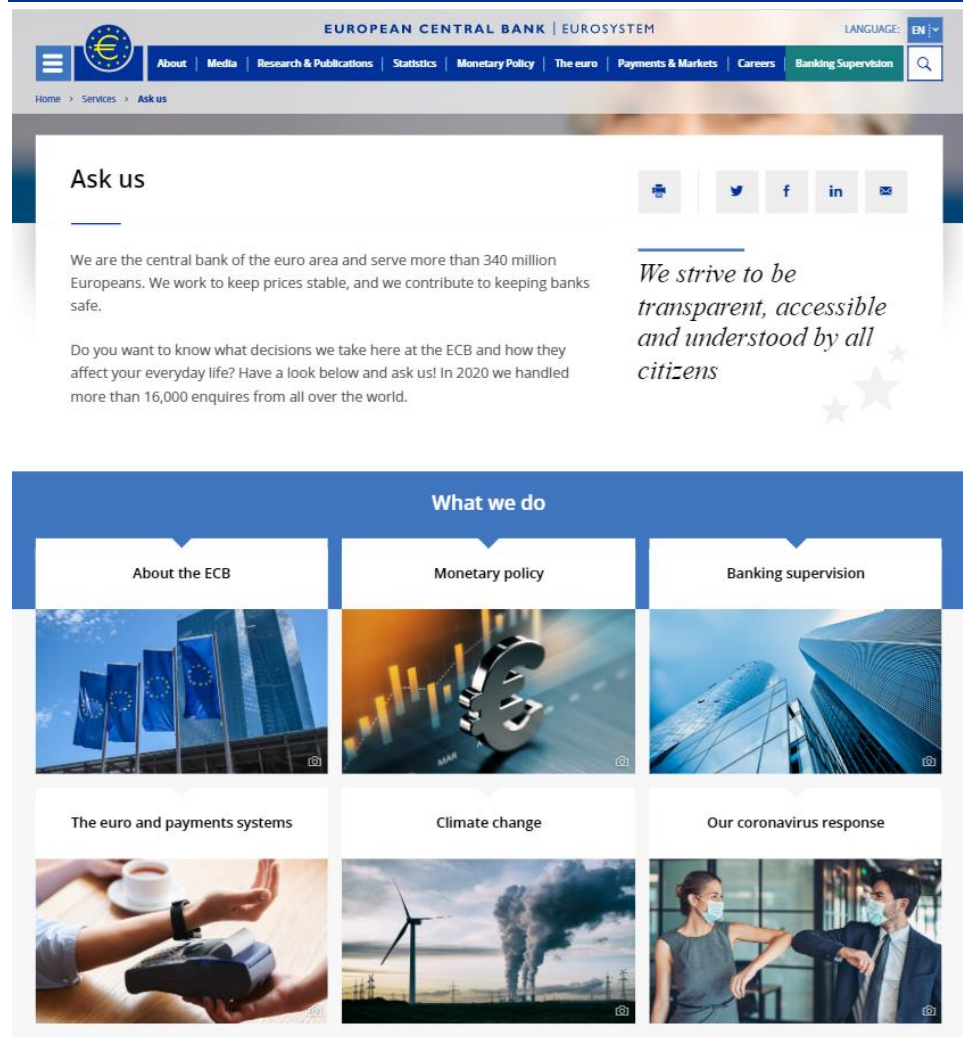 EUROPEAN CENTRAL BANK | EUROSYSTEM
LANGUAGE: EN
About | Media | Research & Publications | Statistics | Monetary Policy | The euro | Payments & Markets | Careers | Banking Supervision
Home › Services › Ask us
Ask us
We are the central bank of the euro area and serve more than 340 million
Europeans. We work to keep prices stable, and we contribute to keeping banks
safe.
Do you want to know what decisions we take here at the ECB and how they
affect your everyday life? Have a look below and ask us! In 2020 we handled
more than 16,000 enquires from all over the world.
We strive to be
transparent, accessible
and understood by all
citizens
What we do
About the ECB
Monetary policy
Banking supervision
MAR
The euro and payments systems
Climate change
Our coronavirus response